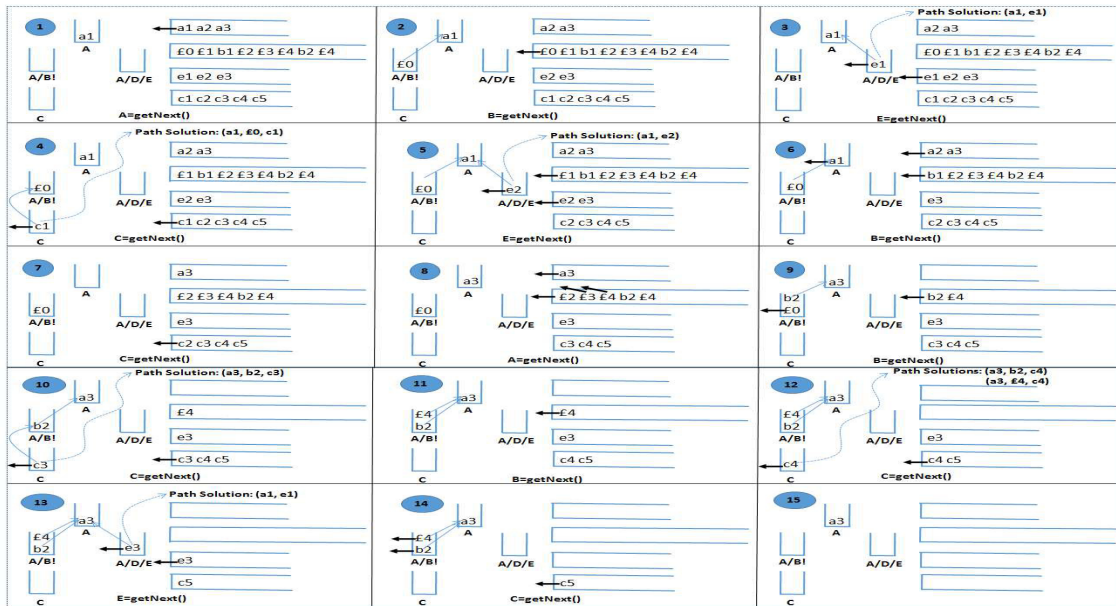 1
a1
A
a1 a2 a3
£0 £1 b1 £2 £3 £4 b2 £4
A/B!
A/D/E
e1 e2 e3
c1 c2 c3 c4 c5
C
A=getNext()
2
a1
A
a2 a3
£0
£0 £1 b1 £2 £3 £4 b2 £4
A/B!
A/D/E
e2 e3
c1 c2 c3 c4 c5
C
B=getNext()
Path Solution: (a1, e1)
3
a1
A
a2 a3
£0 £1 b1 £2 £3 £4 b2 £4
e1
A/B!
A/D/E
e1 e2 e3
c1 c2 c3 c4 c5
C
E=getNext()
Path Solution: (a1, £0, c1)
4
a1
A
a2 a3
£0
£1 b1 £2 £3 £4 b2 £4
A/B!
A/D/E
e2 e3
c1
c1 c2 c3 c4 c5
C
C=getNext()
Path Solution: (a1, e2)
5
a1
A
a2 a3
£1 b1 £2 £3 £4 b2 £4
£0
e2
A/B!
A/D/E
e2 e3
c2 c3 c4 c5
C
E=getNext()
6
a1
A
a2 a3
b1 £2 £3 £4 b2 £4
£0
A/B!
A/D/E
e3
c2 c3 c4 c5
C
B=getNext()
7
A
a3
£0
£2 £3 £4 b2 £4
A/B!
A/D/E
e3
c2 c3 c4 c5
C
C=getNext()
8
a3
A
a3
£2 £3 £4 b2 £4
A/B!
A/D/E
e3
c3 c4 c5
C
A=getNext()
9
a3
A
b2
£0
b2 £4
A/B!
A/D/E
e3
c3 c4 c5
C
B=getNext()
Path Solution: (a3, b2, c3)
10
a3
A
£4
b2
A/B!
A/D/E
e3
c3
c3 c4 c5
C
C=getNext()
11
a3
A
£4
b2
£4
A/B!
A/D/E
e3
c4 c5
C
B=getNext()
Path Solutions: (a3, b2, c4)
(a3, £4, c4)
12
a3
A
£4
b2
A/B!
A/D/E
e3
c4
c4 c5
C
C=getNext()
Path Solution: (a1, e1)
13
a3
A
£4
b2
e3
A/B!
A/D/E
e3
c5
C
E=getNext()
14
a3
A
£4
b2
A/B!
A/D/E
c5
C
C=getNext()
15
a3
A
A/B!
A/D/E
C